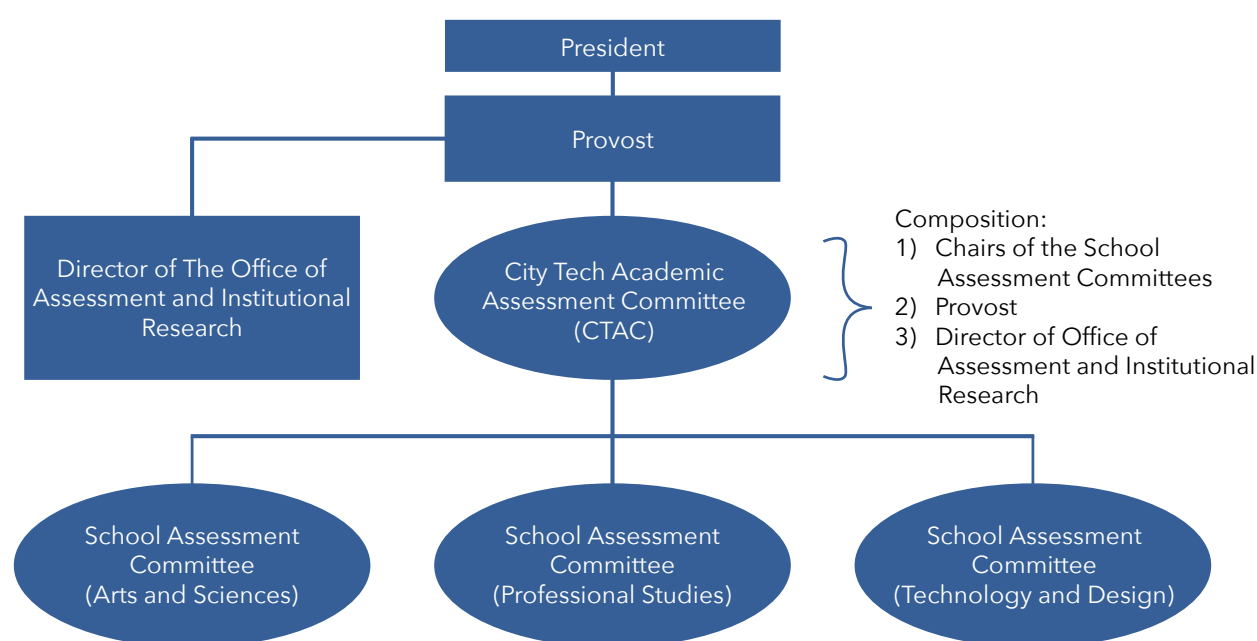 President
Provost
Director of The Office of
Assessment and Institutional
Research
City Tech Academic
Assessment Committee
(CTAC)
Composition:
1) Chairs of the School
Assessment Committees
2) Provost
3) Director of Office of
Assessment and Institutional
Research
School Assessment
Committee
(Arts and Sciences)
School Assessment
Committee
(Professional Studies)
School Assessment
Committee
(Technology and Design)